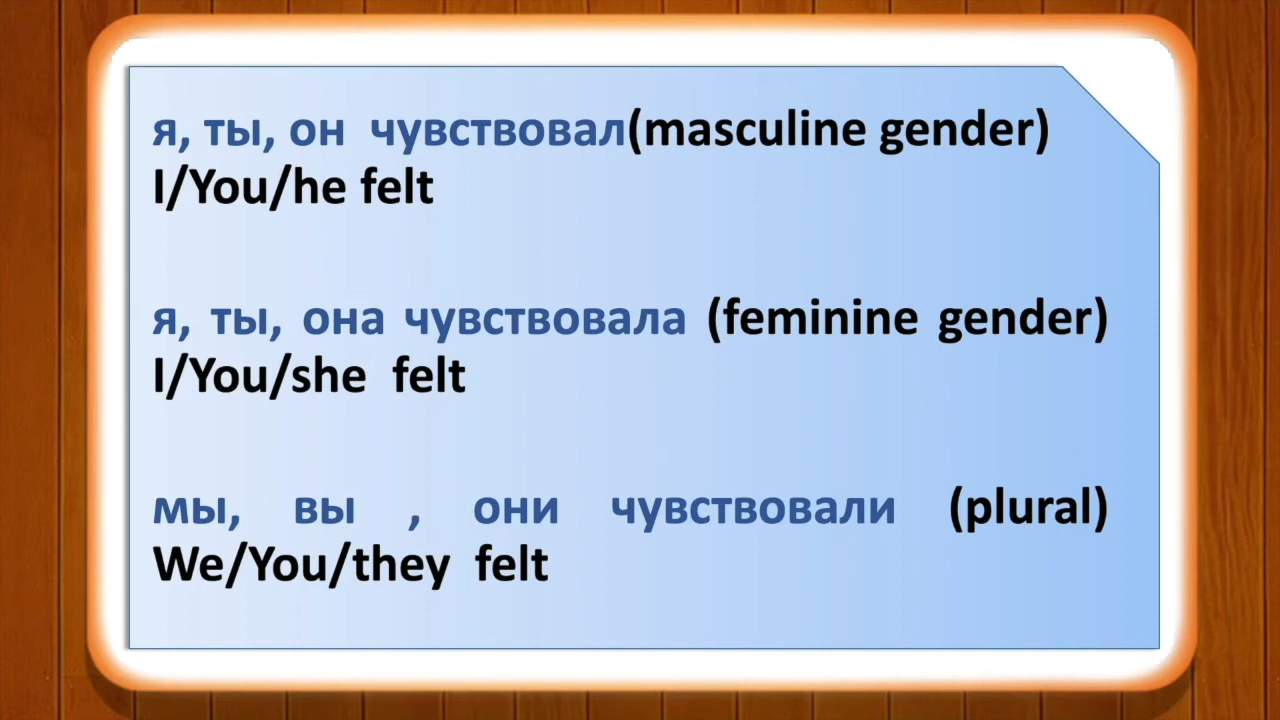 я, ты, он чувствовал(masculine gender)
I/You/he felt
я, ты, она чувствовала (feminine gender)
I/You/she felt
мы, вы , они чувствовали (plural)
We/You/they felt